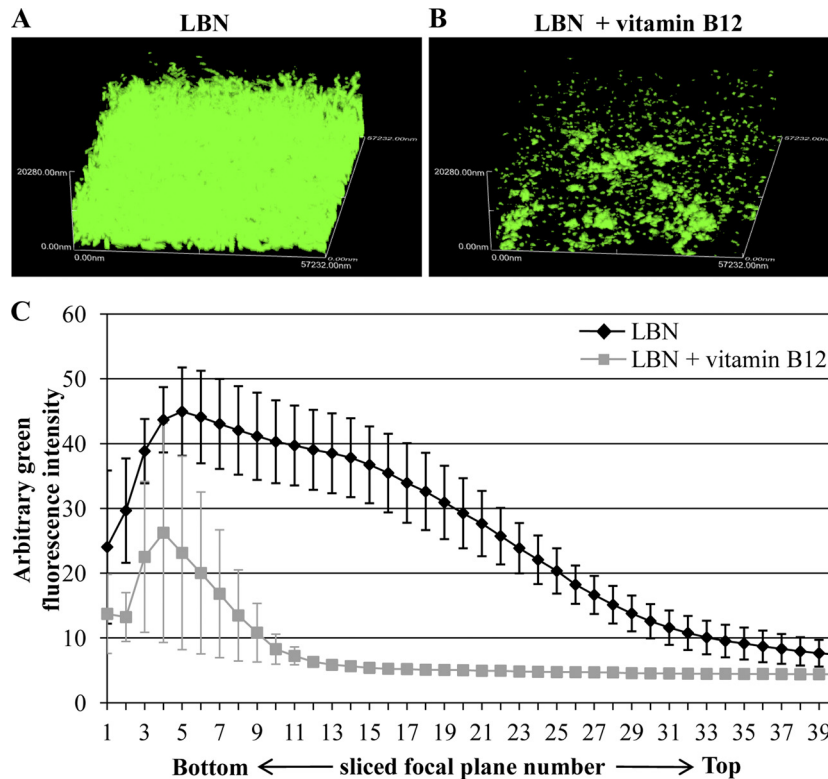 A
LBN
B
LBN + vitamin B12
20280.00nm
0.00nm
0.00nm
57232.00nm
0.00nm
57232.00nm
20280.00nm
0.00nm
0.00nm
57232.00nm
0.00nm
57232.00nm
C
60
50
40
30
20
10
0
Arbitrary green
fluorescence intensity
LBN
LBN + vitamin B12
1 3 5 7 9 11 13 15 17 19 21 23 25 27 29 31 33 35 37 39
Bottom ← sliced focal plane number → Top